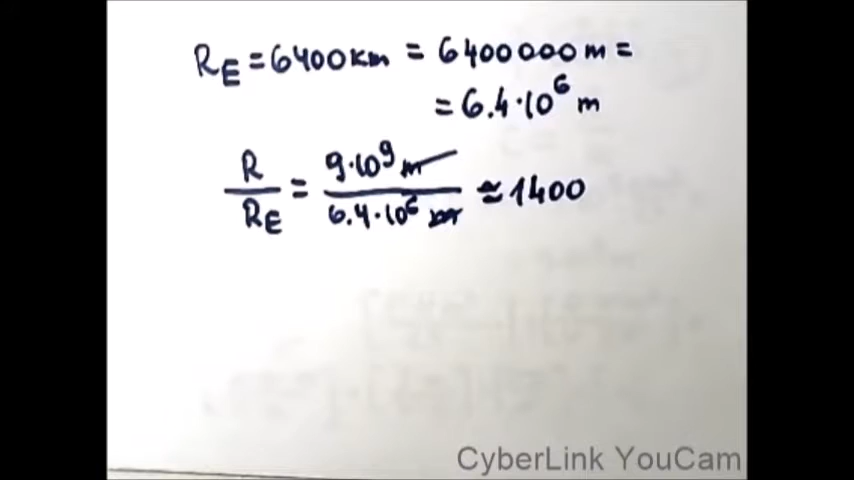 R_E = 6400 km = 6400000 m =
= 6.4·10^6 m
R/R_E = 9·10^9 m / 6.4·10^6 m ≃ 1400
CyberLink YouCam